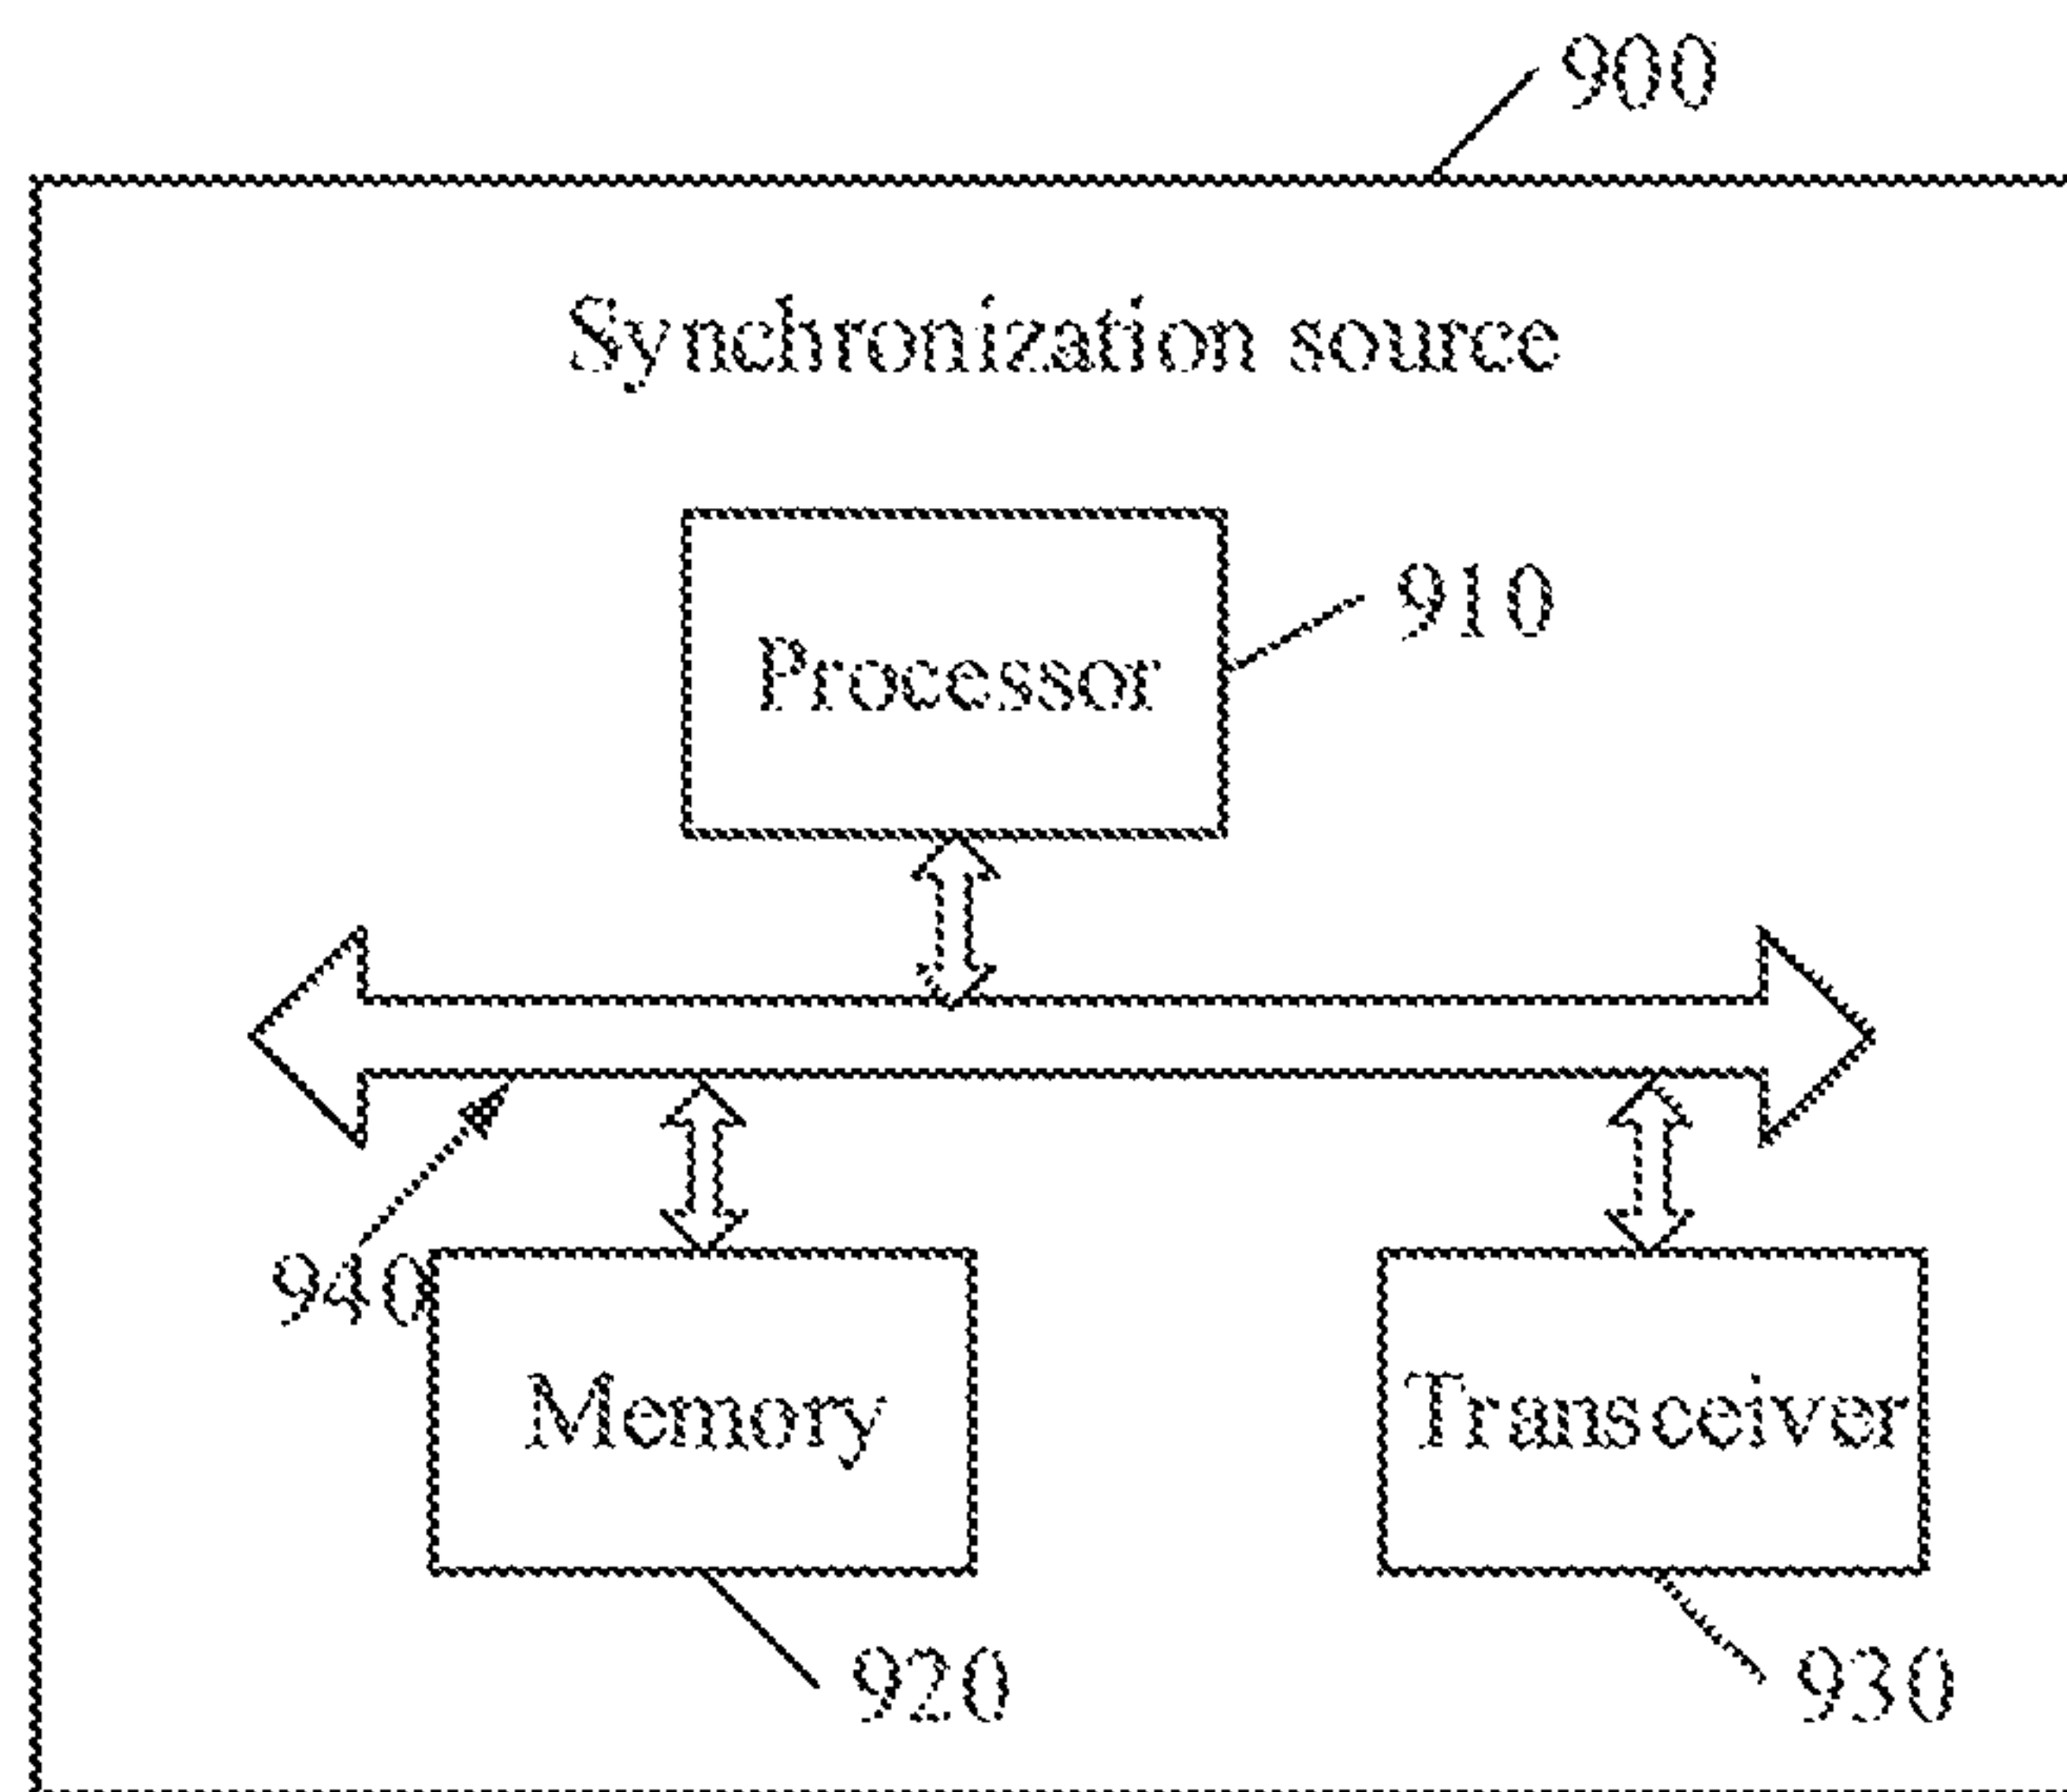 900
Synchronization source
910
Processor
940
Memory
Transceiver
920
930